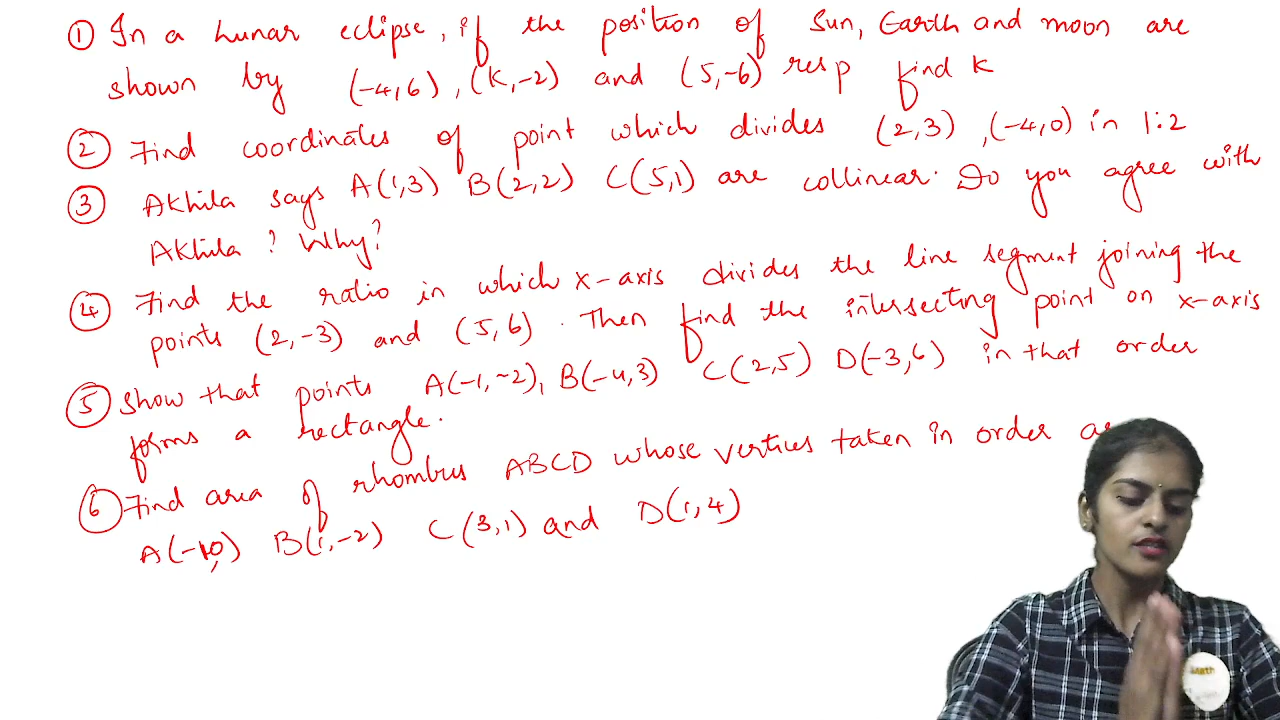 ① In a Lunar eclipse, if the position of Sun, Earth and moon are
shown by (-4,6), (K,-2) and (5,-6) resp find K
② Find coordinates of point which divides (2,3), (-4,0) in 1:2
③ Akhila says A(1,3) B(2,2) C(5,1) are collinear. Do you agree with
Akhila? Why?
④ Find the ratio in which x-axis divides the line segment joining the
points (2,-3) and (5,6). Then find the intersecting point on x-axis
⑤ Show that points A(-1,-2), B(-4,3) C(2,5) D(-3,6) in that order
forms a rectangle.
⑥ Find area of rhombus ABCD whose vertices taken in order
A(-1,0) B(1,-2) C(3,1) and D(1,4)
Math